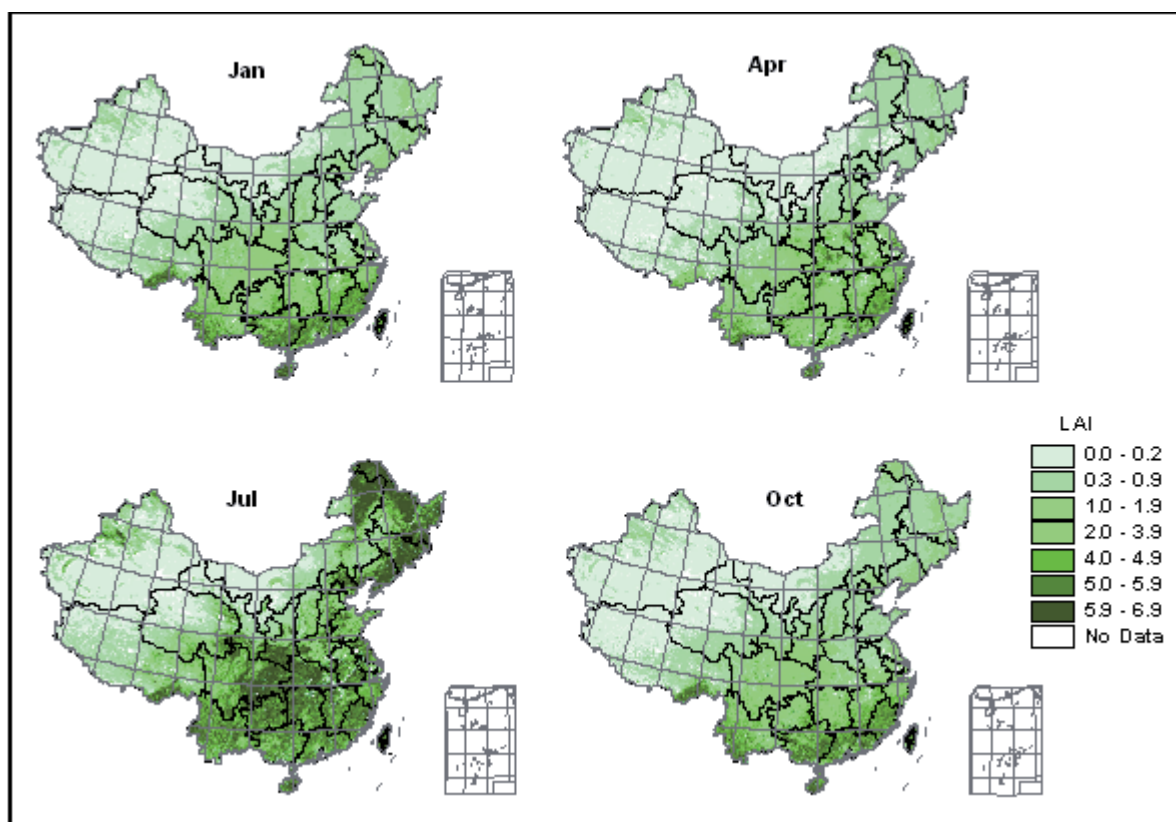 Jan
Apr
Jul
Oct
LAI
0.0 - 0.2
0.3 - 0.9
1.0 - 1.9
2.0 - 3.9
4.0 - 4.9
5.0 - 5.9
5.9 - 6.9
No Data